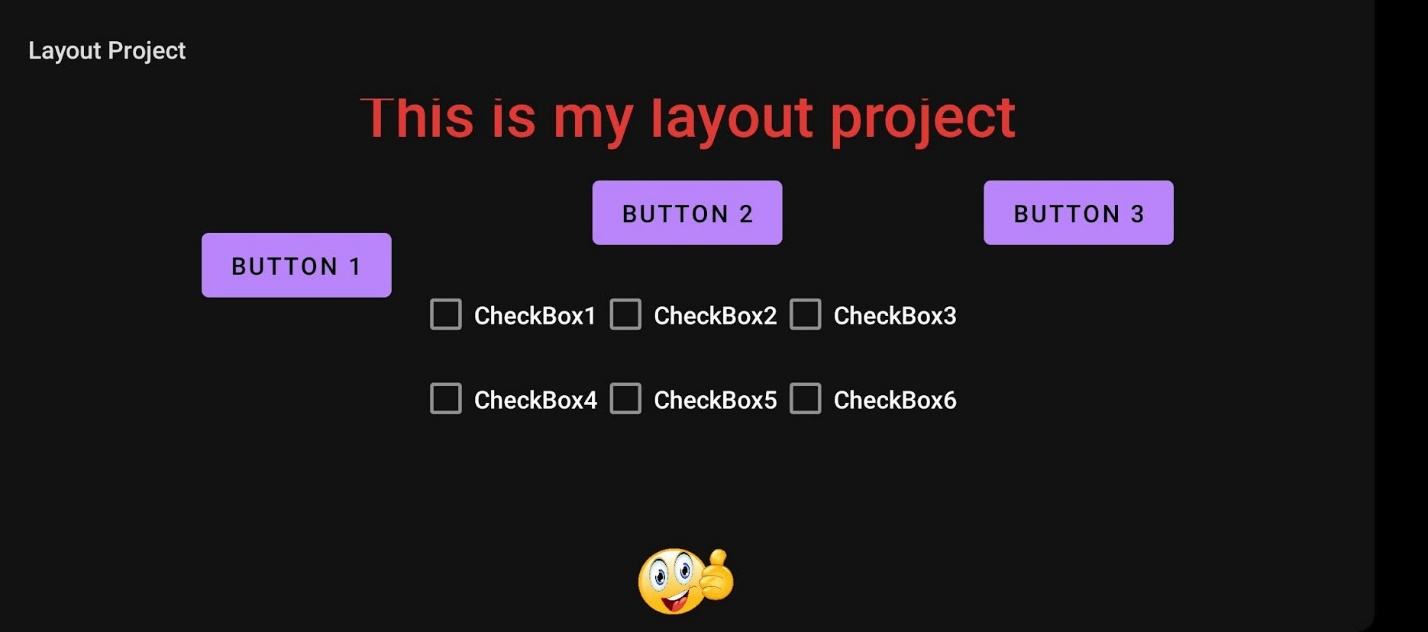 Layout Project
This is my layout project
BUTTON 1
BUTTON 2
BUTTON 3
CheckBox1 CheckBox2 CheckBox3
CheckBox4 CheckBox5 CheckBox6